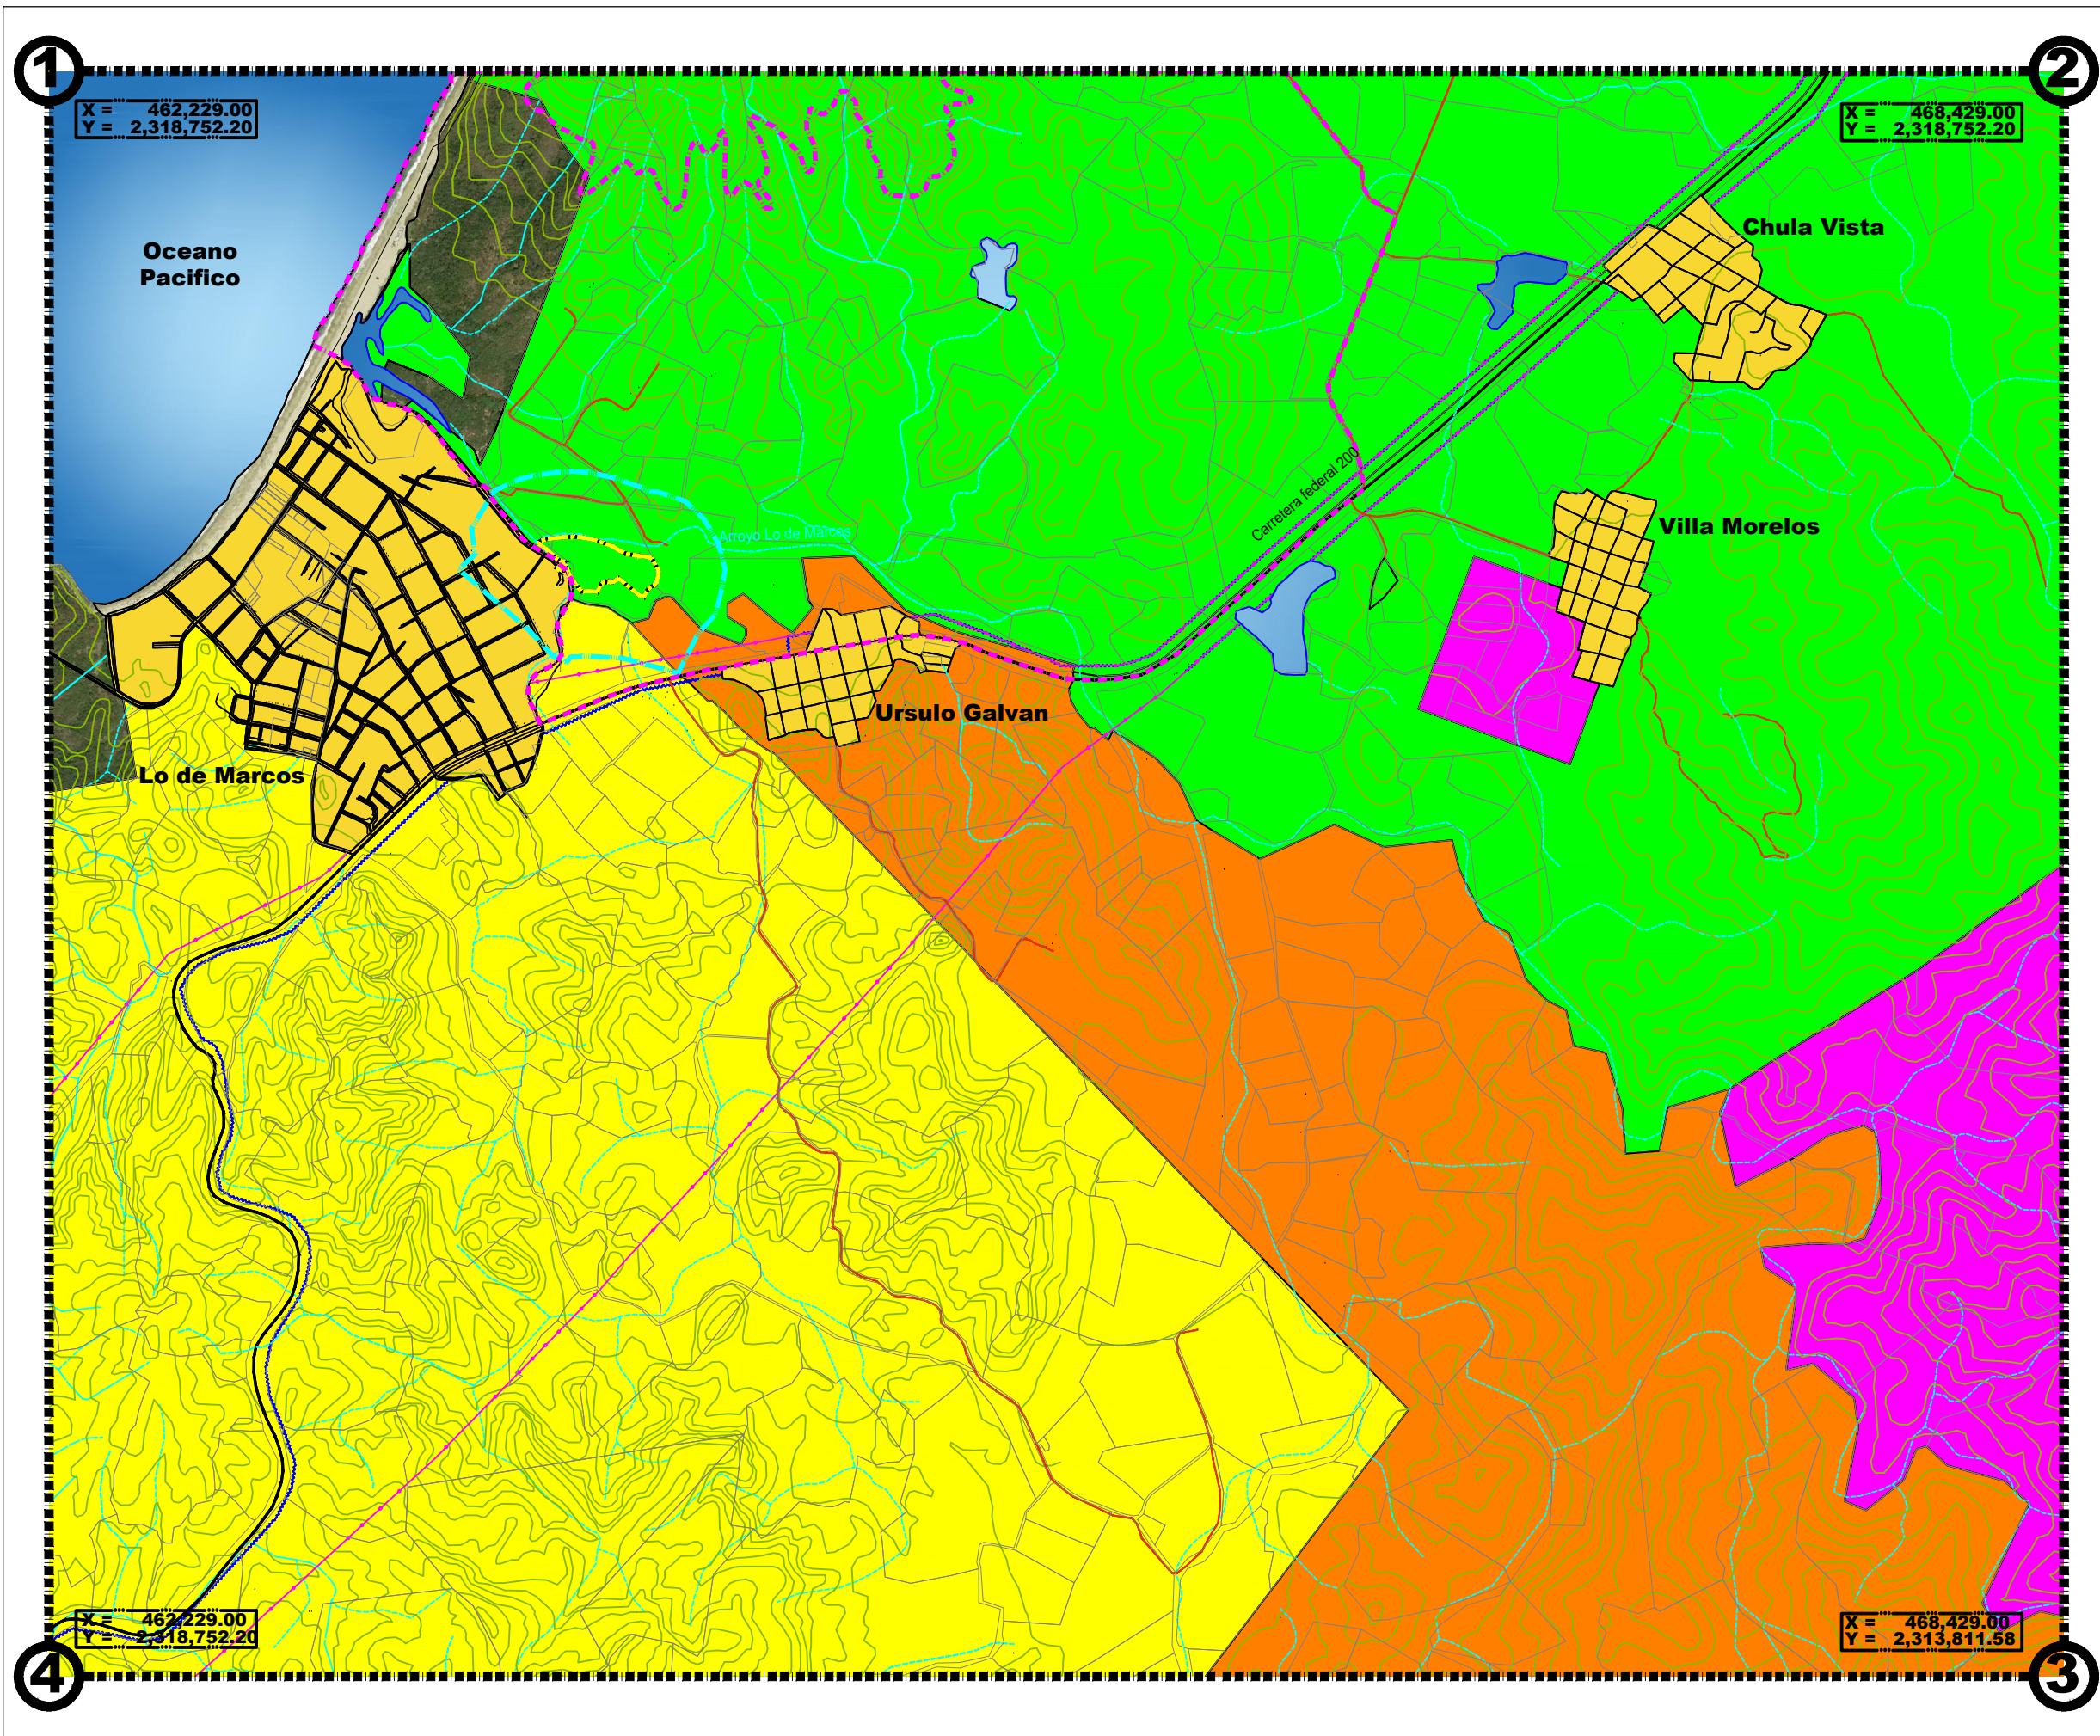 1
2
X = 462,229.00
Y = 2,318,752.20
X = 468,429.00
Y = 2,318,752.20
Oceano
Pacifico
Chula Vista
Carretera federal 200
Villa Morelos
Arroyo Lo de Marcos
Ursulo Galvan
Lo de Marcos
X = 462,229.00
Y = 2,318,752.20
X = 468,429.00
Y = 2,313,811.58
4
3